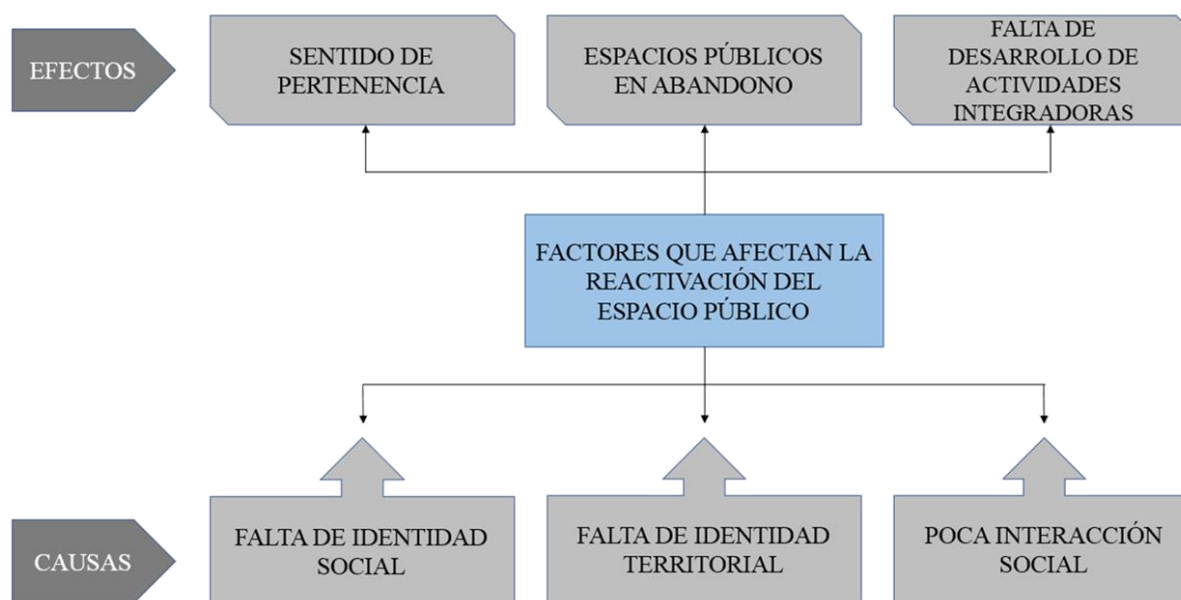 EFECTOS
SENTIDO DE
PERTENENCIA
ESPACIOS PÚBLICOS
EN ABANDONO
FALTA DE
DESARROLLO DE
ACTIVIDADES
INTEGRADORAS
FACTORES QUE AFECTAN LA
REACTIVACIÓN DEL
ESPACIO PÚBLICO
CAUSAS
FALTA DE IDENTIDAD
SOCIAL
FALTA DE IDENTIDAD
TERRITORIAL
POCA INTERACCIÓN
SOCIAL